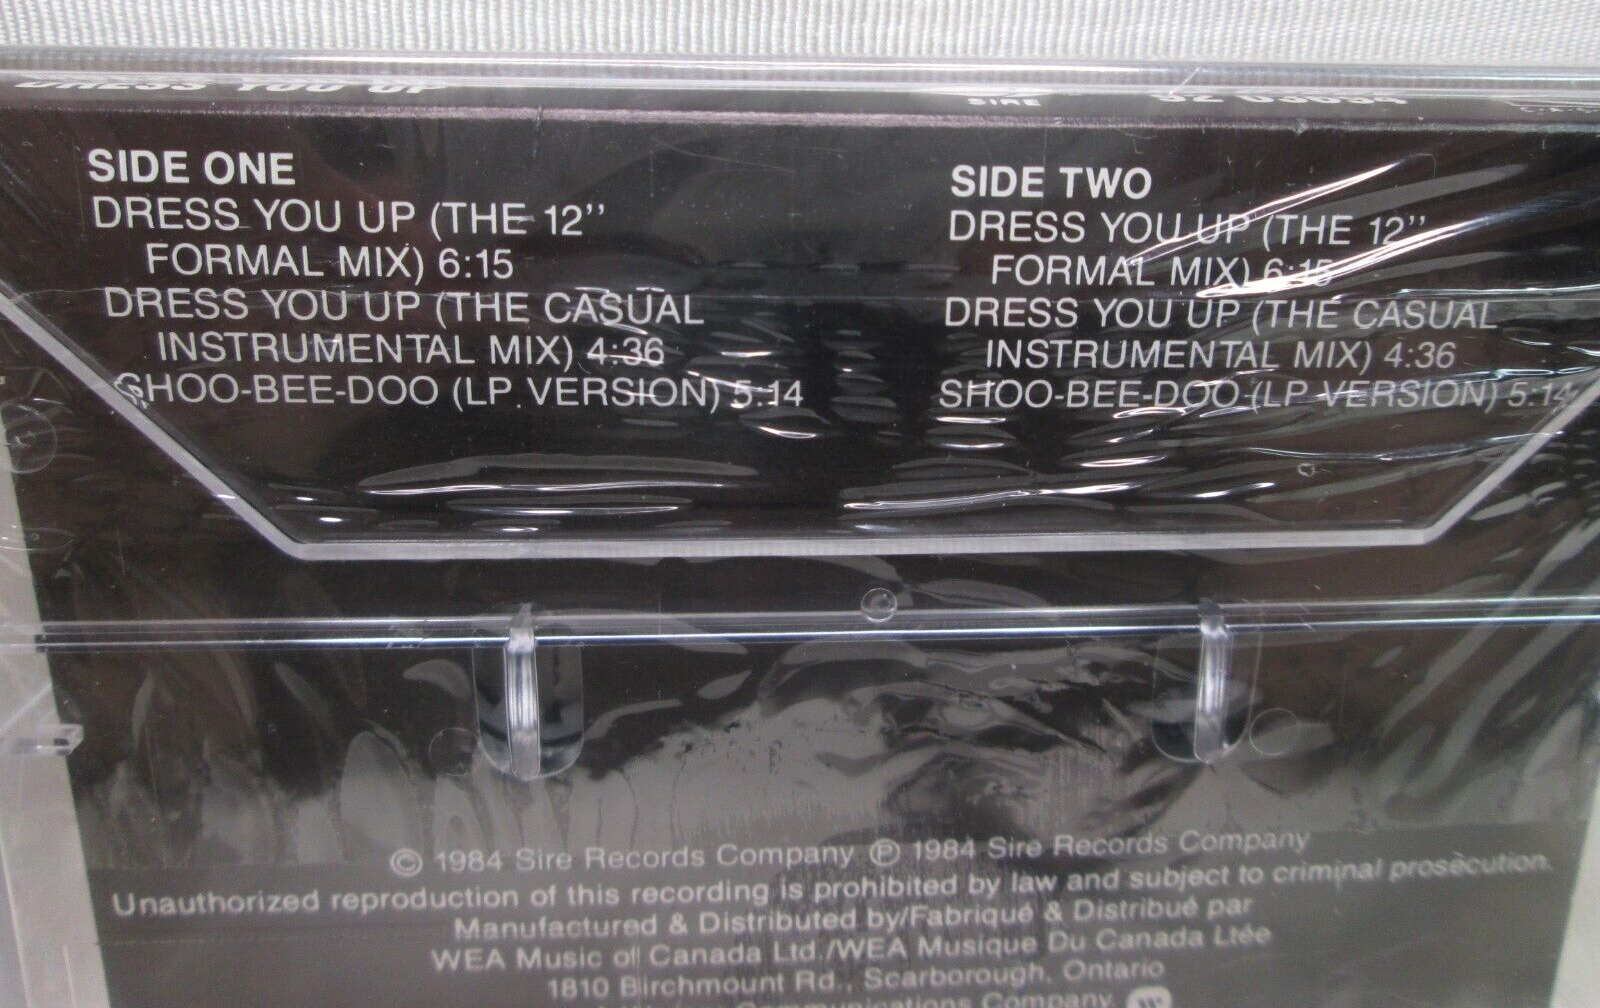 DRESS YOU UP
SIRE
SIDE ONE
DRESS YOU UP (THE 12''
FORMAL MIX) 6:15
DRESS YOU UP (THE CASUAL
INSTRUMENTAL MIX) 4:36
SHOO-BEE-DOO (LP VERSION) 5:14
SIDE TWO
DRESS YOU UP (THE 12''
FORMAL MIX) 6:15
DRESS YOU UP (THE CASUAL
INSTRUMENTAL MIX) 4:36
SHOO-BEE-DOO (LP VERSION) 5:14
© 1984 Sire Records Company ℗ 1984 Sire Records Company
Unauthorized reproduction of this recording is prohibited by law and subject to criminal prosecution.
Manufactured & Distributed by/Fabriqué & Distribué par
WEA Music of Canada Ltd./WEA Musique Du Canada Ltée
1810 Birchmount Rd., Scarborough, Ontario
Communications Company